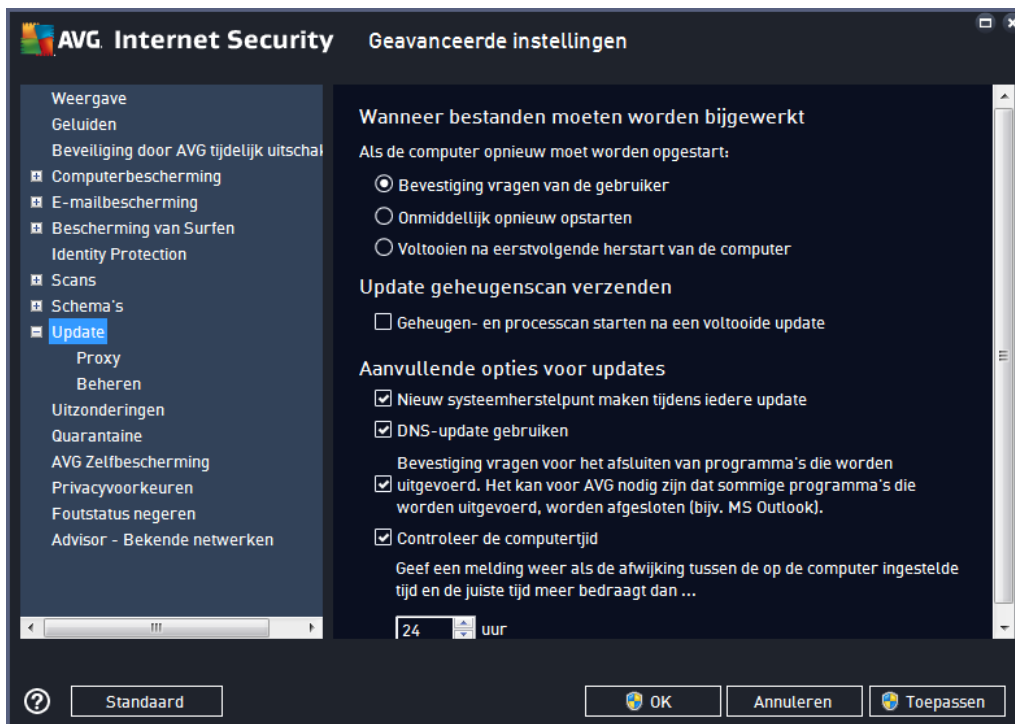 AVG. Internet Security
Geavanceerde instellingen
Weergave
Geluiden
Beveiliging door AVG tijdelijk uitschak
Computerbescherming
E-mailbescherming
Bescherming van Surfen
Identity Protection
Scans
Schema's
Update
Proxy
Beheren
Uitzonderingen
Quarantaine
AVG Zelfbescherming
Privacyvoorkeuren
Foutstatus negeren
Advisor - Bekende netwerken
Wanneer bestanden moeten worden bijgewerkt
Als de computer opnieuw moet worden opgestart:
Bevestiging vragen van de gebruiker
Onmiddellijk opnieuw opstarten
Voltooien na eerstvolgende herstart van de computer
Update geheugenscan verzenden
Geheugen- en processcan starten na een voltooide update
Aanvullende opties voor updates
Nieuw systeemherstelpunt maken tijdens iedere update
DNS-update gebruiken
Bevestiging vragen voor het afsluiten van programma's die worden
uitgevoerd. Het kan voor AVG nodig zijn dat sommige programma's die
worden uitgevoerd, worden afgesloten (bijv. MS Outlook).
Controleer de computertjid
Geef een melding weer als de afwijking tussen de op de computer ingestelde
tijd en de juiste tijd meer bedraagt dan ...
24 uur
Standaard
OK
Annuleren
Toepassen